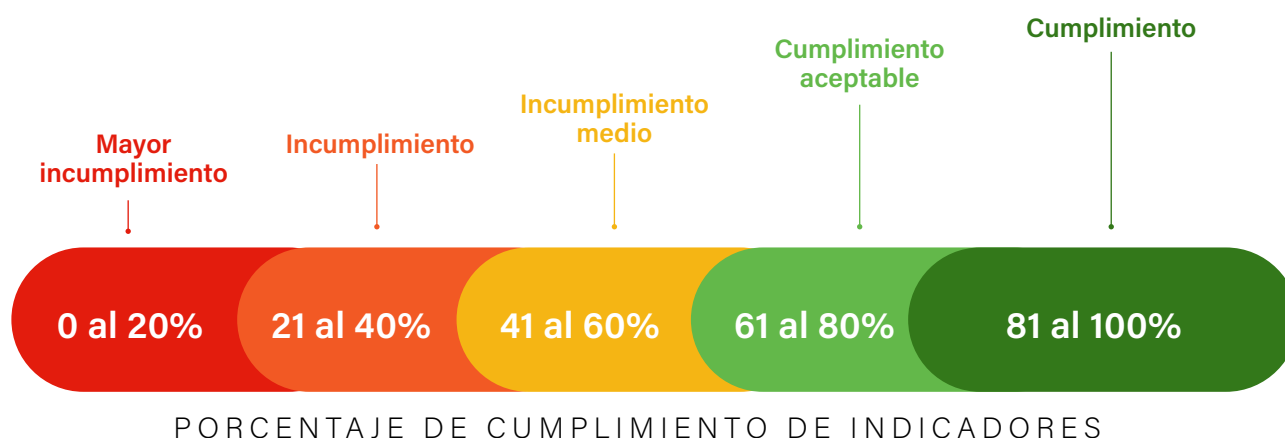 Mayor
incumplimiento
Incumplimiento
Incumplimiento
medio
Cumplimiento
aceptable
Cumplimiento
0 al 20%
21 al 40%
41 al 60%
61 al 80%
81 al 100%
PORCENTAJE DE CUMPLIMIENTO DE INDICADORES